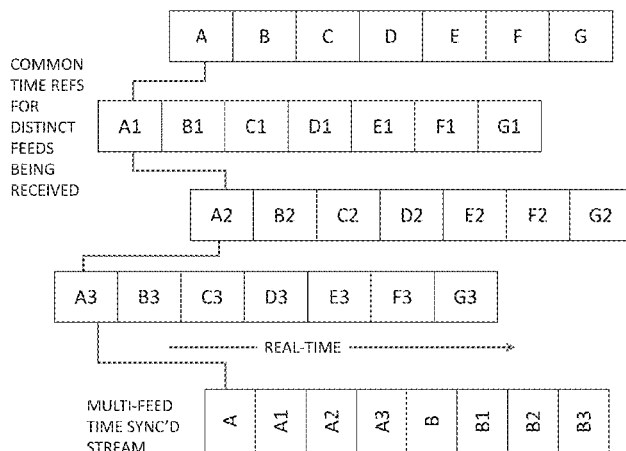 A B C D E F G
COMMON
TIME REFS
FOR
DISTINCT
FEEDS
BEING
RECEIVED
A1 B1 C1 D1 E1 F1 G1
A2 B2 C2 D2 E2 F2 G2
A3 B3 C3 D3 E3 F3 G3
REAL-TIME
MULTI-FEED
TIME SYNC'D
STREAM
A A1 A2 A3 B B1 B2 B3